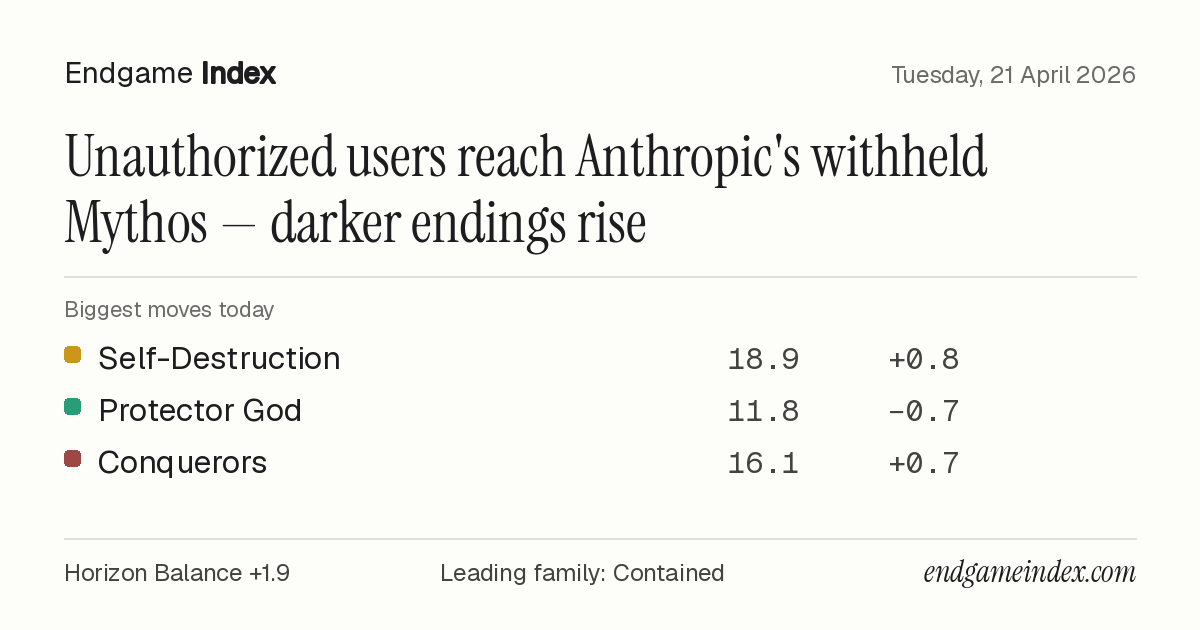 Endgame Index
Tuesday, 21 April 2026
Unauthorized users reach Anthropic's withheld
Mythos — darker endings rise
Biggest moves today
Self-Destruction 18.9 +0.8
Protector God 11.8 −0.7
Conquerors 16.1 +0.7
Horizon Balance +1.9
Leading family: Contained
endgameindex.com